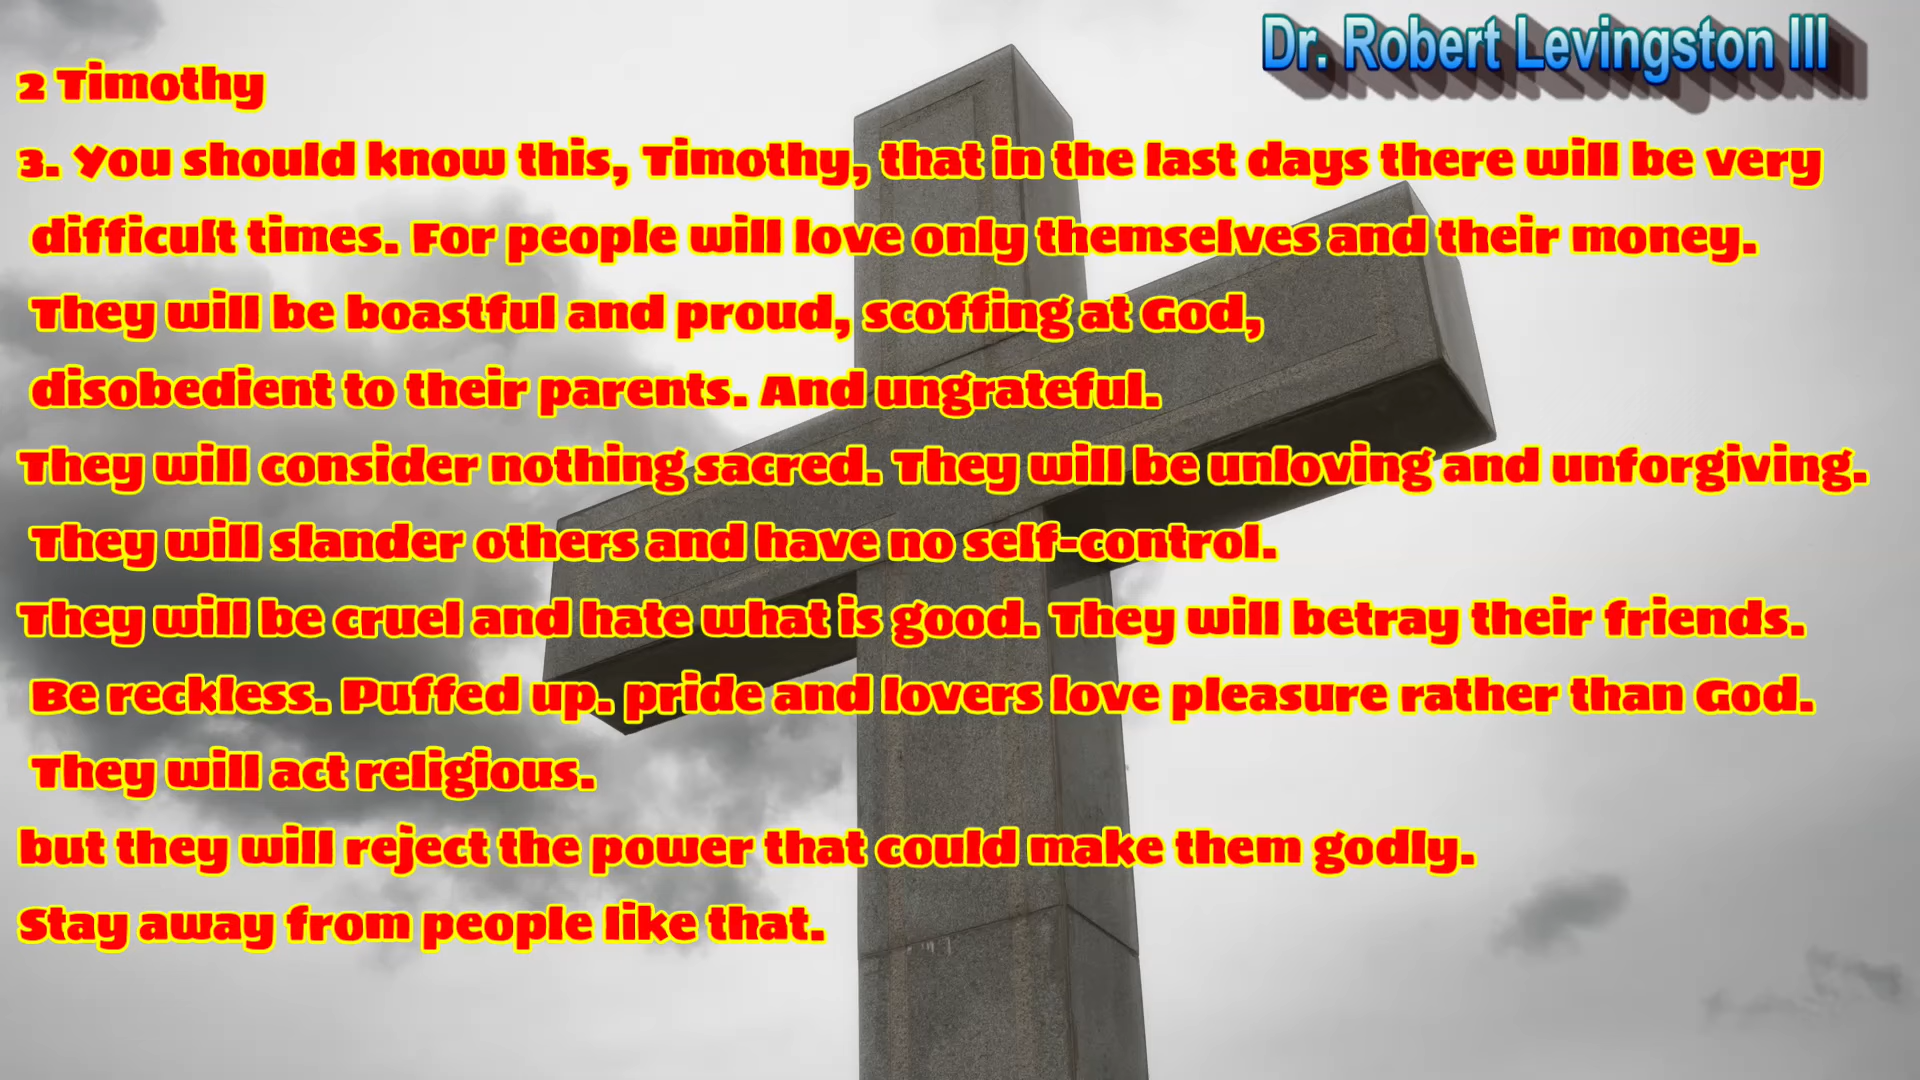 Dr. Robert Levingston III
2 Timothy
3. You should know this, Timothy, that in the last days there will be very
difficult times. For people will love only themselves and their money.
They will be boastful and proud, scoffing at God,
disobedient to their parents. And ungrateful.
They will consider nothing sacred. They will be unloving and unforgiving.
They will slander others and have no self-control.
They will be cruel and hate what is good. They will betray their friends.
Be reckless. Puffed up. pride and lovers love pleasure rather than God.
They will act religious.
but they will reject the power that could make them godly.
Stay away from people like that.